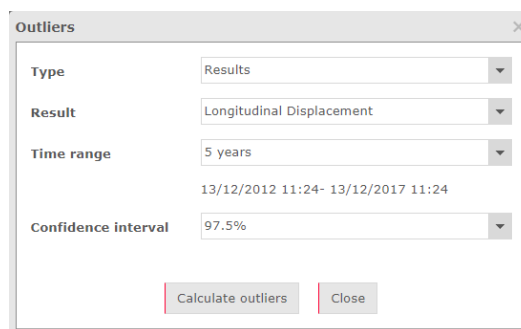 Outliers
Type Results
Result Longitudinal Displacement
Time range 5 years
13/12/2012 11:24- 13/12/2017 11:24
Confidence interval 97.5%
Calculate outliers Close